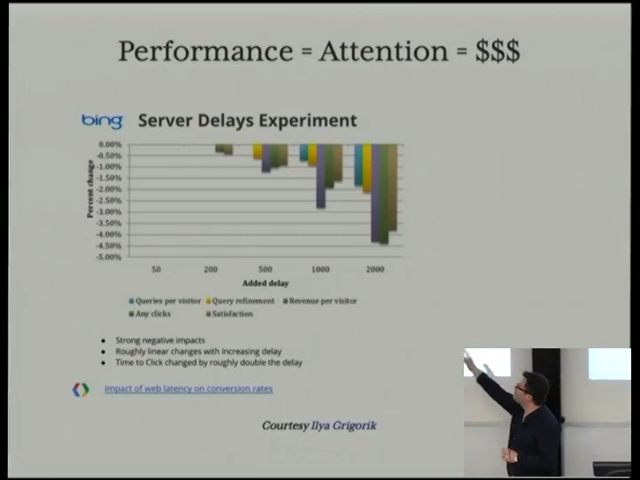 Performance = Attention = $$$
bing Server Delays Experiment
0.00%
-0.50%
-1.00%
-1.50%
-2.00%
-2.50%
-3.00%
-3.50%
-4.00%
-4.50%
-5.00%
Percent change
50 200 500 1000 2000
Added delay
Queries per visitor Query refinement Revenue per visitor
Any clicks Satisfaction
• Strong negative impacts
• Roughly linear changes with increasing delay
• Time to Click changed by roughly double the delay
Impact of web latency on conversion rates
Courtesy Ilya Grigorik